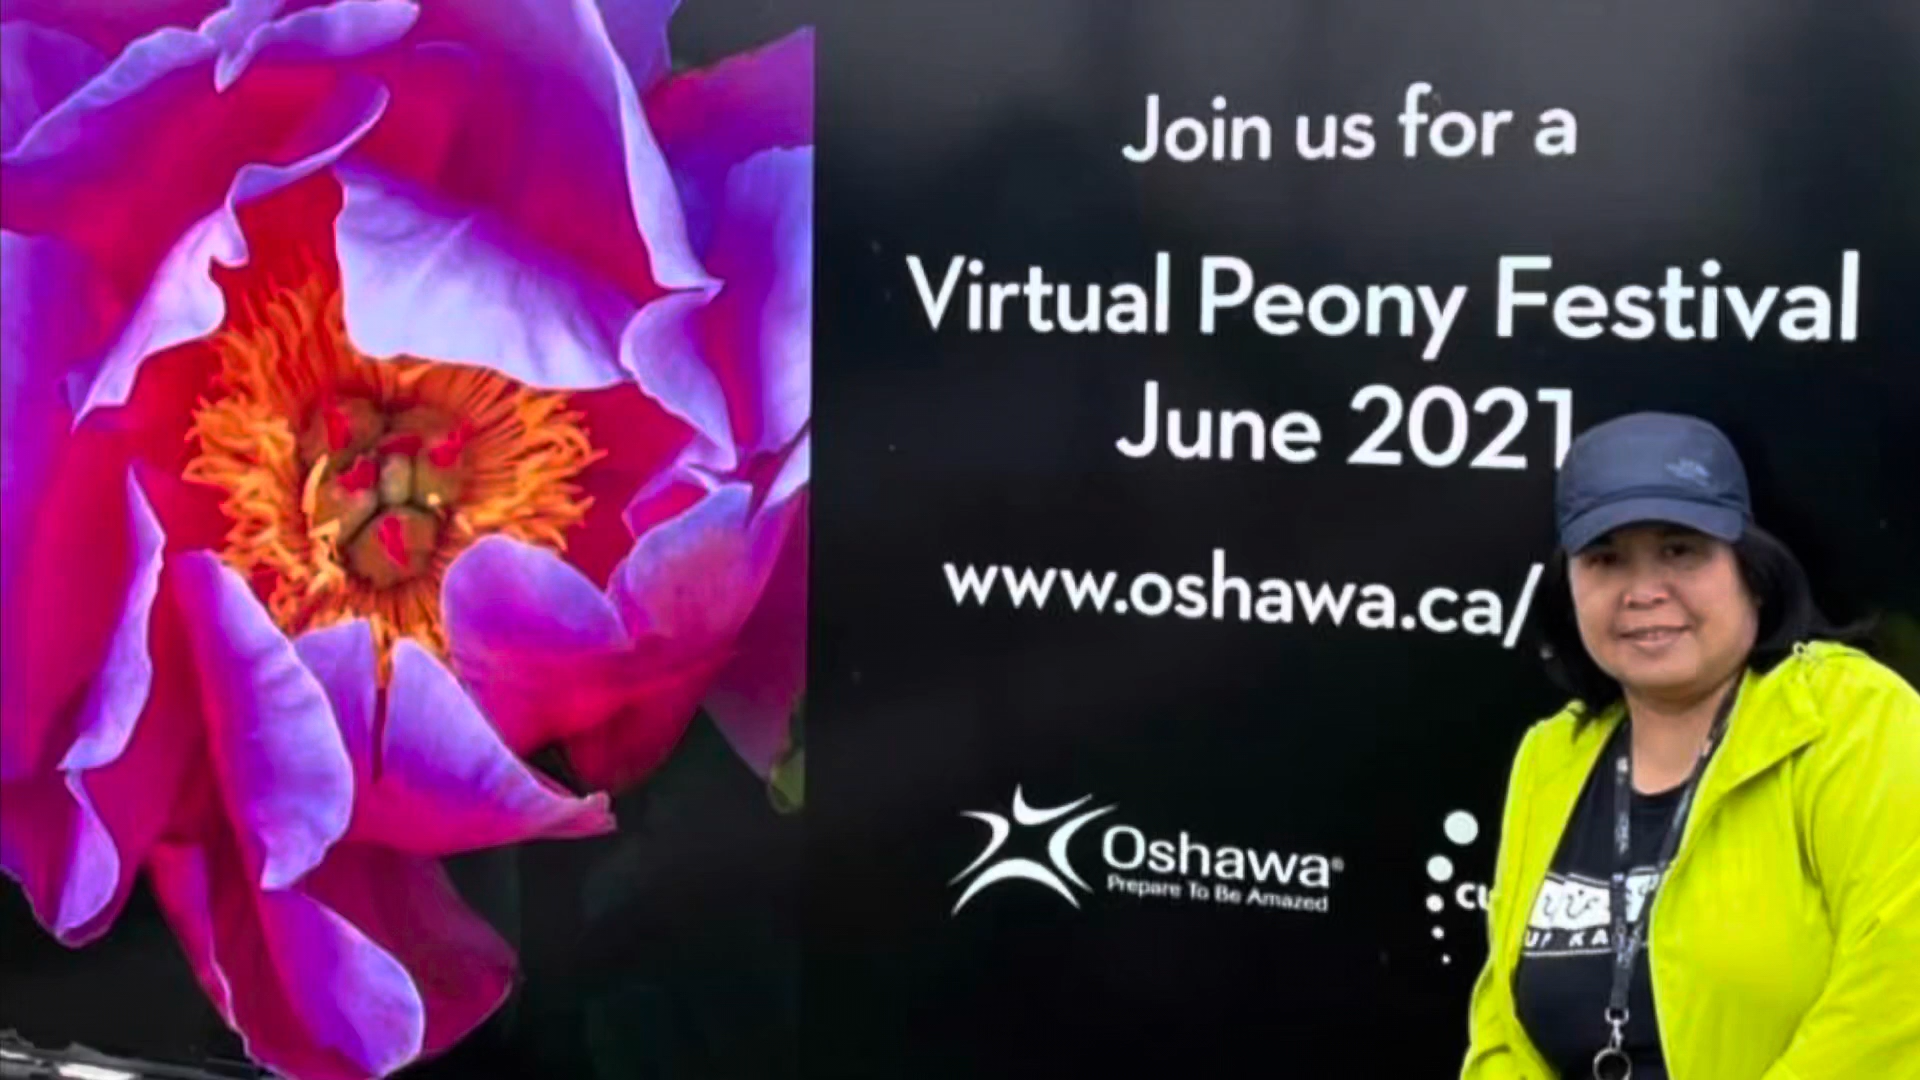 Join us for a
Virtual Peony Festival
June 2021
www.oshawa.ca/
Oshawa®
Prepare To Be Amazed